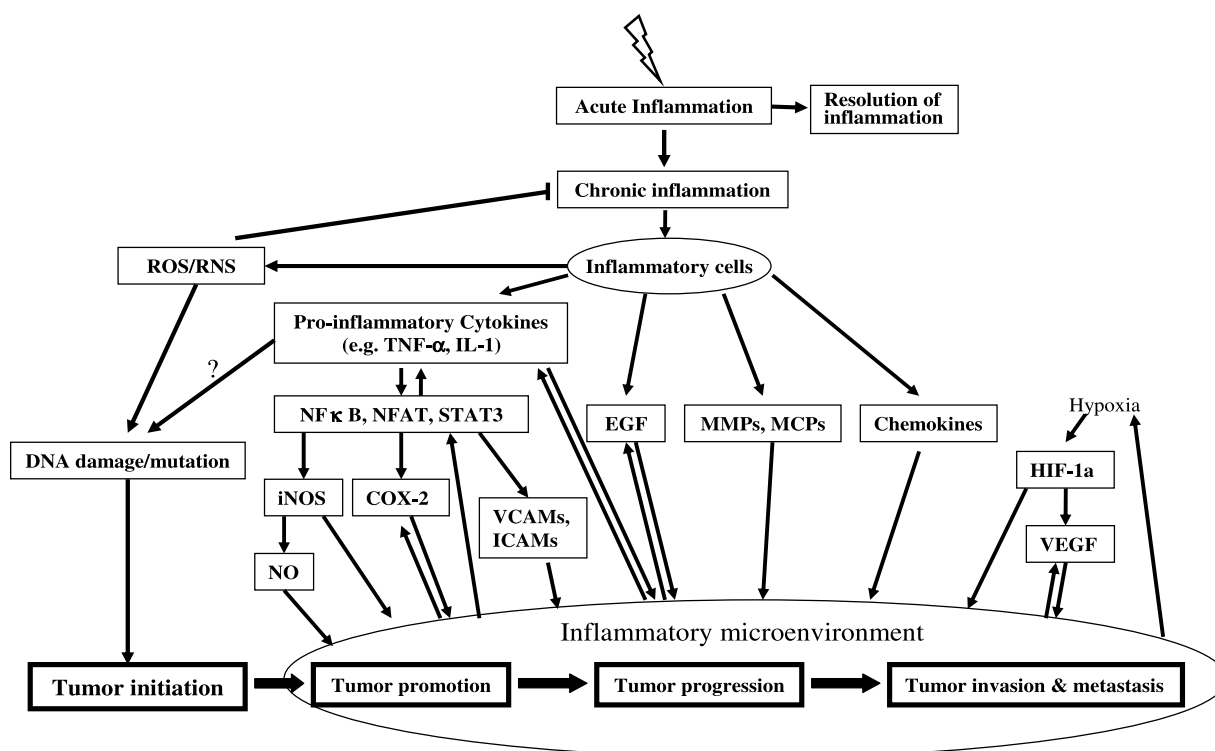 Acute Inflammation
Resolution of
inflammation
Chronic inflammation
ROS/RNS
Inflammatory cells
Pro-inflammatory Cytokines
(e.g. TNF-α, IL-1)
?
NFκ B, NFAT, STAT3
EGF
MMPs, MCPs
Chemokines
Hypoxia
DNA damage/mutation
HIF-1a
iNOS
COX-2
VCAMs,
ICAMs
VEGF
NO
Inflammatory microenvironment
Tumor initiation
Tumor promotion
Tumor progression
Tumor invasion & metastasis